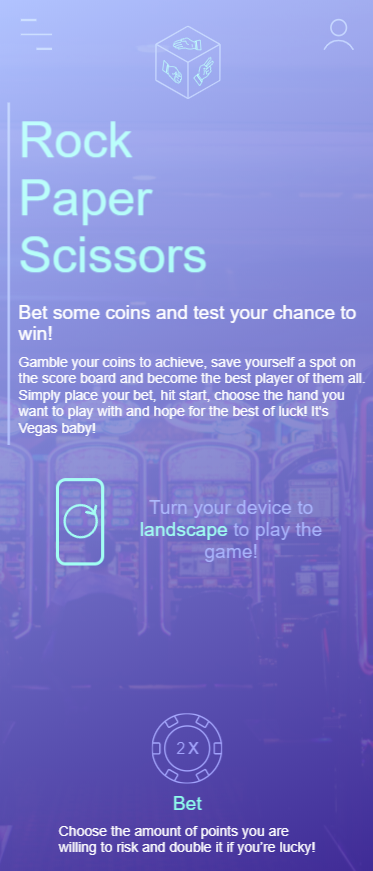 Rock
Paper
Scissors
Bet some coins and test your chance to
win!
Gamble your coins to achieve, save yourself a spot on
the score board and become the best player of them all.
Simply place your bet, hit start, choose the hand you
want to play with and hope for the best of luck! It's
Vegas baby!
Turn your device to
landscape to play the
game!
2X
Bet
Choose the amount of points you are
willing to risk and double it if you're lucky!